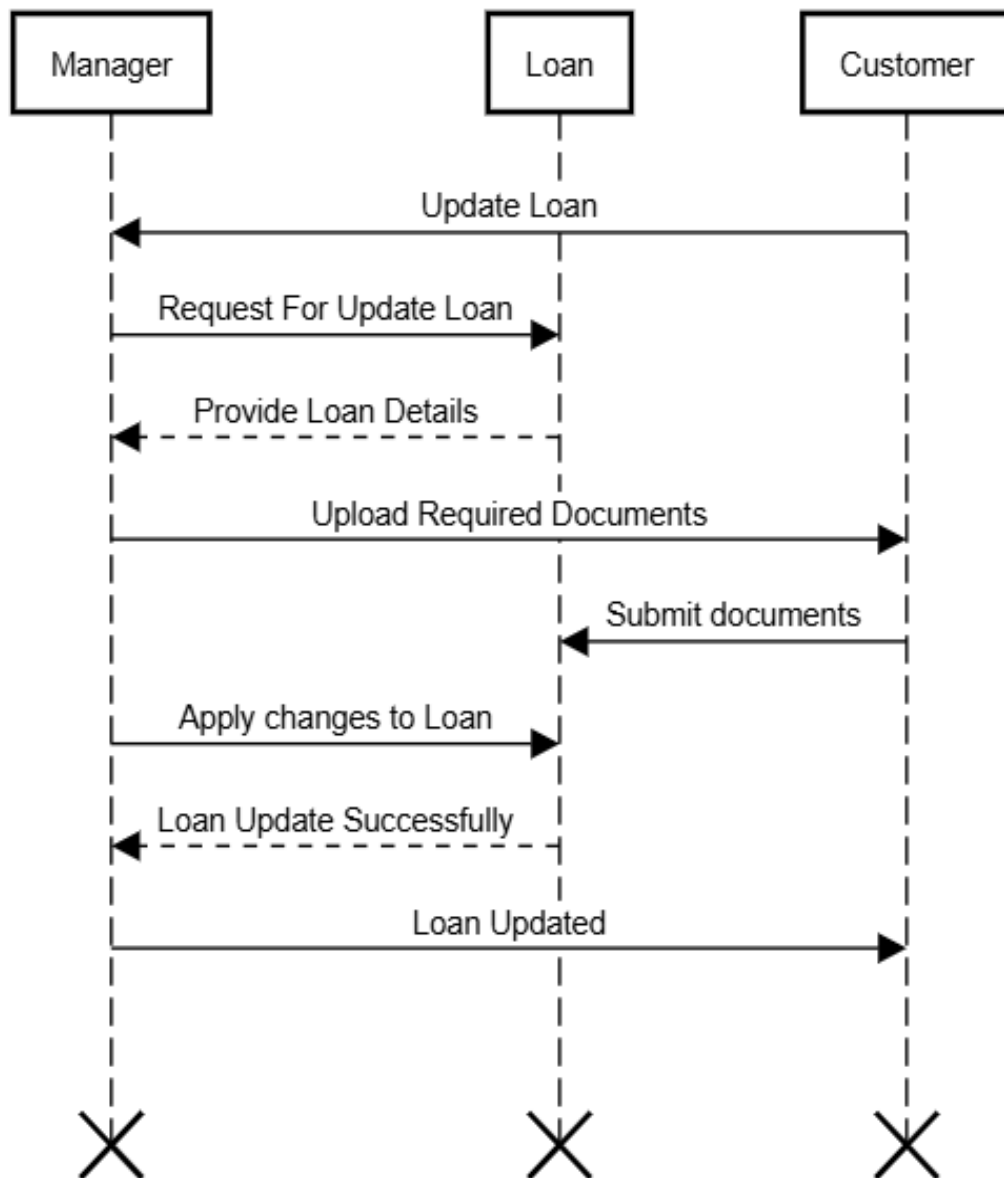 Manager
Loan
Customer
Update Loan
Request For Update Loan
Provide Loan Details
Upload Required Documents
Submit documents
Apply changes to Loan
Loan Update Successfully
Loan Updated